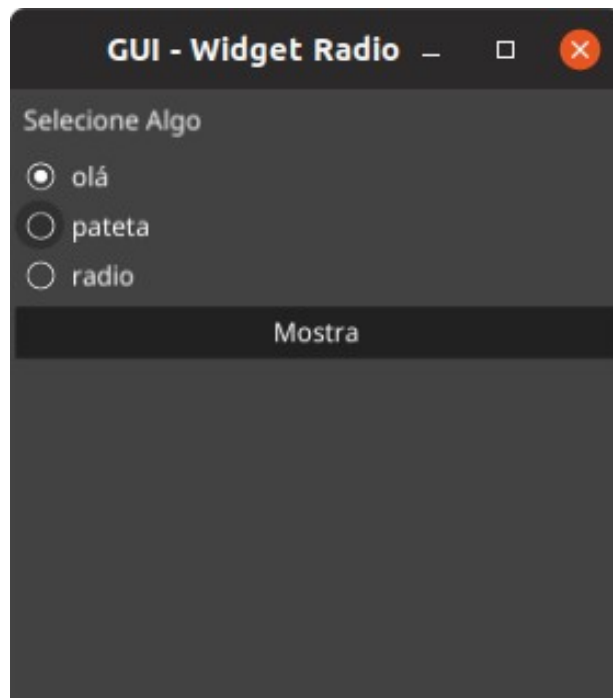 GUI - Widget Radio
Selecione Algo
olá
pateta
radio
Mostra